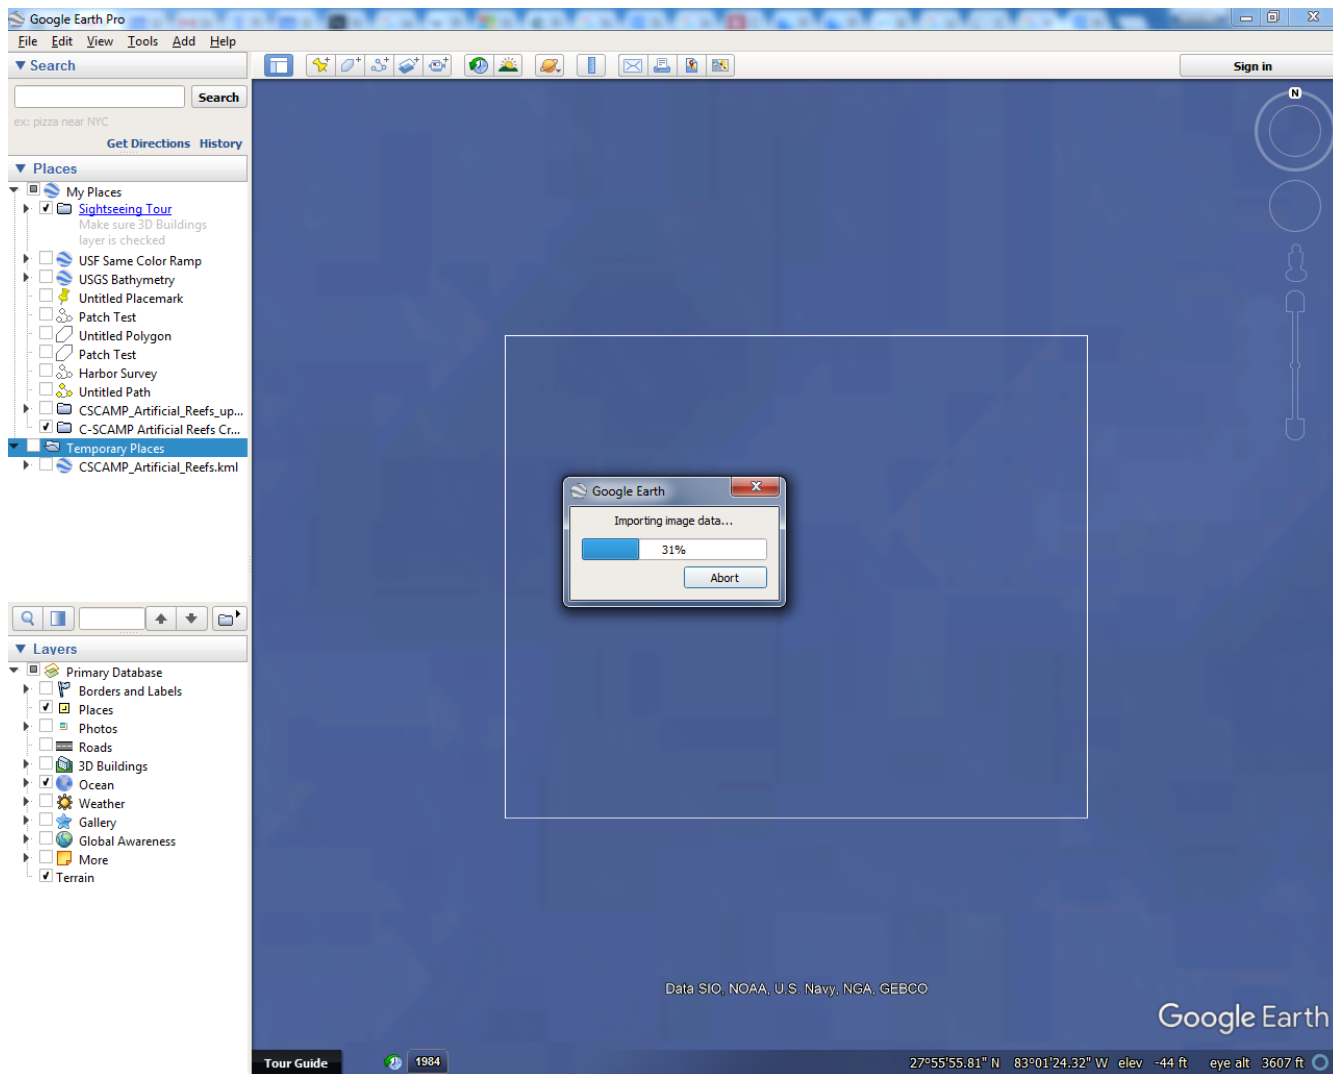 Google Earth Pro
File Edit View Tools Add Help
Search
Sign in
Search
ex: pizza near NYC
Get Directions History
N
Places
My Places
Sightseeing Tour
Make sure 3D Buildings
layer is checked
USF Same Color Ramp
USGS Bathymetry
Untitled Placemark
Patch Test
Untitled Polygon
Patch Test
Harbor Survey
Untitled Path
CSCAMP_Artificial_Reefs_up...
C-SCAMP Artificial Reefs Cr...
Temporary Places
CSCAMP_Artificial_Reefs.kml
Google Earth
Importing image data...
31%
Abort
Layers
Primary Database
Borders and Labels
Places
Photos
Roads
3D Buildings
Ocean
Weather
Gallery
Global Awareness
More
Terrain
Data SIO, NOAA, U.S. Navy, NGA, GEBCO
Google Earth
Tour Guide 1984 27°55'55.81" N 83°01'24.32" W elev -44 ft eye alt 3607 ft